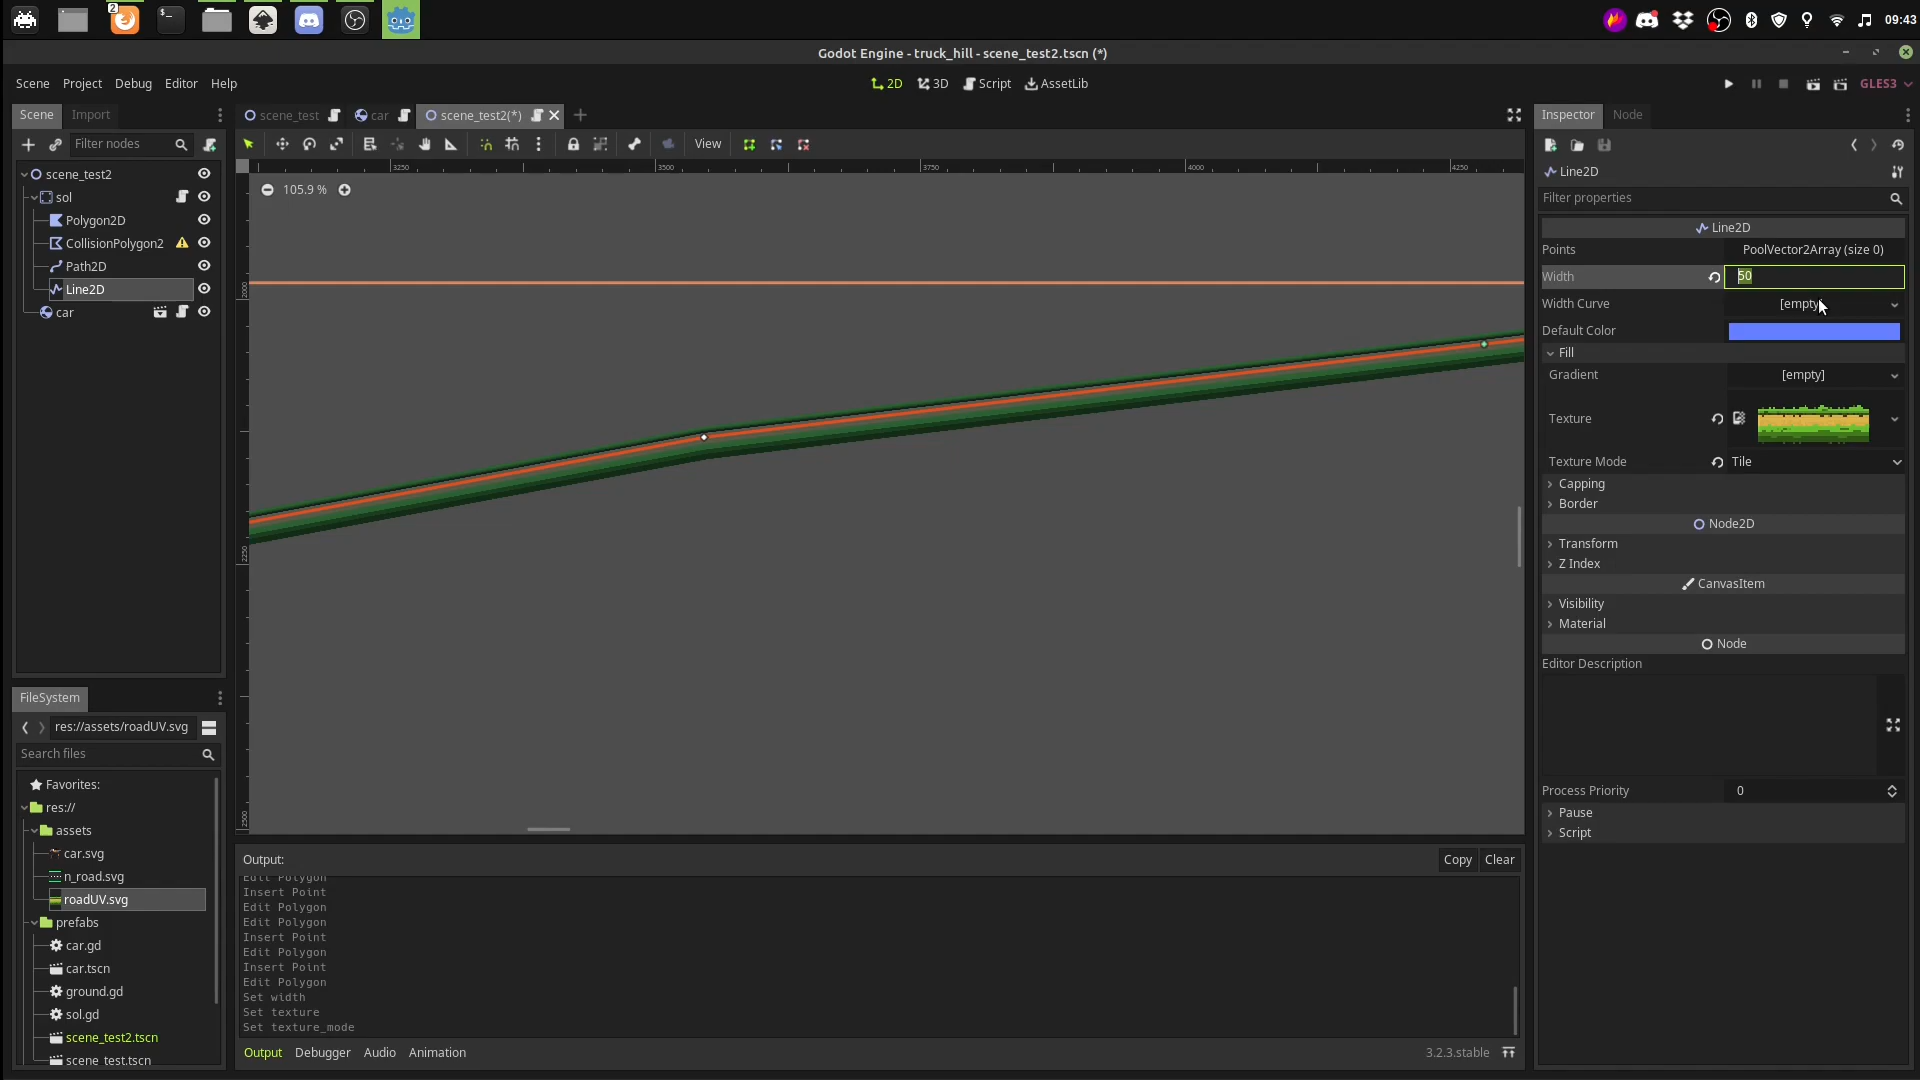 2
09:43
Godot Engine - truck_hill - scene_test2.tscn (*)
Scene Project Debug Editor Help
2D 3D Script AssetLib
GLES3
Scene Import
scene_test car scene_test2(*)
Inspector Node
Filter nodes
View
scene_test2
sol
Polygon2D
CollisionPolygon2
Path2D
Line2D
car
3250 3500 3750 4000 4250
105.9 %
2000
2250
2500
Line2D
Filter properties
Line2D
Points PoolVector2Array (size 0)
Width 50
Width Curve [empty]
Default Color
Fill
Gradient [empty]
Texture
Texture Mode Tile
Capping
Border
Node2D
Transform
Z Index
CanvasItem
Visibility
Material
Node
Editor Description
Process Priority 0
Pause
Script
FileSystem
res://assets/roadUV.svg
Search files
Favorites:
res://
assets
car.svg
n_road.svg
roadUV.svg
prefabs
car.gd
car.tscn
ground.gd
sol.gd
scene_test2.tscn
scene_test.tscn
Output:
Copy Clear
Edit Polygon
Insert Point
Edit Polygon
Edit Polygon
Insert Point
Edit Polygon
Insert Point
Edit Polygon
Set width
Set texture
Set texture_mode
Output Debugger Audio Animation
3.2.3.stable